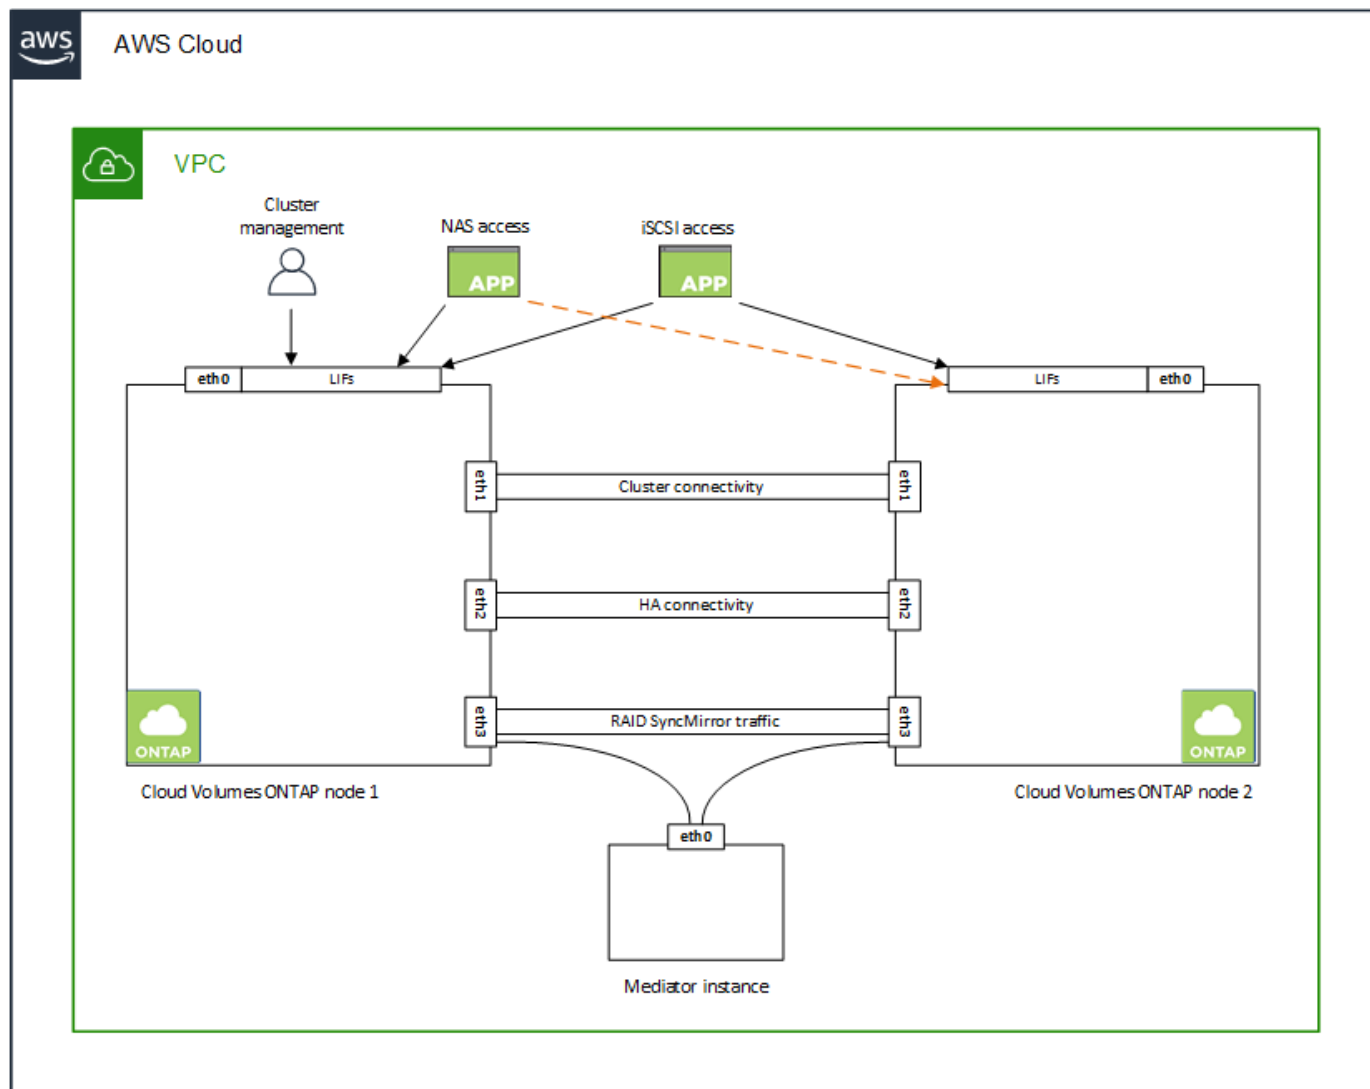 aws
AWS Cloud
VPC
Cluster
management
NAS access
iSCSI access
APP
APP
eth0
LIFs
LIFs
eth0
eth1
Cluster connectivity
eth1
eth2
HA connectivity
eth2
eth3
RAID SyncMirror traffic
eth3
ONTAP
ONTAP
Cloud Volumes ONTAP node 1
Cloud Volumes ONTAP node 2
eth0
Mediator instance